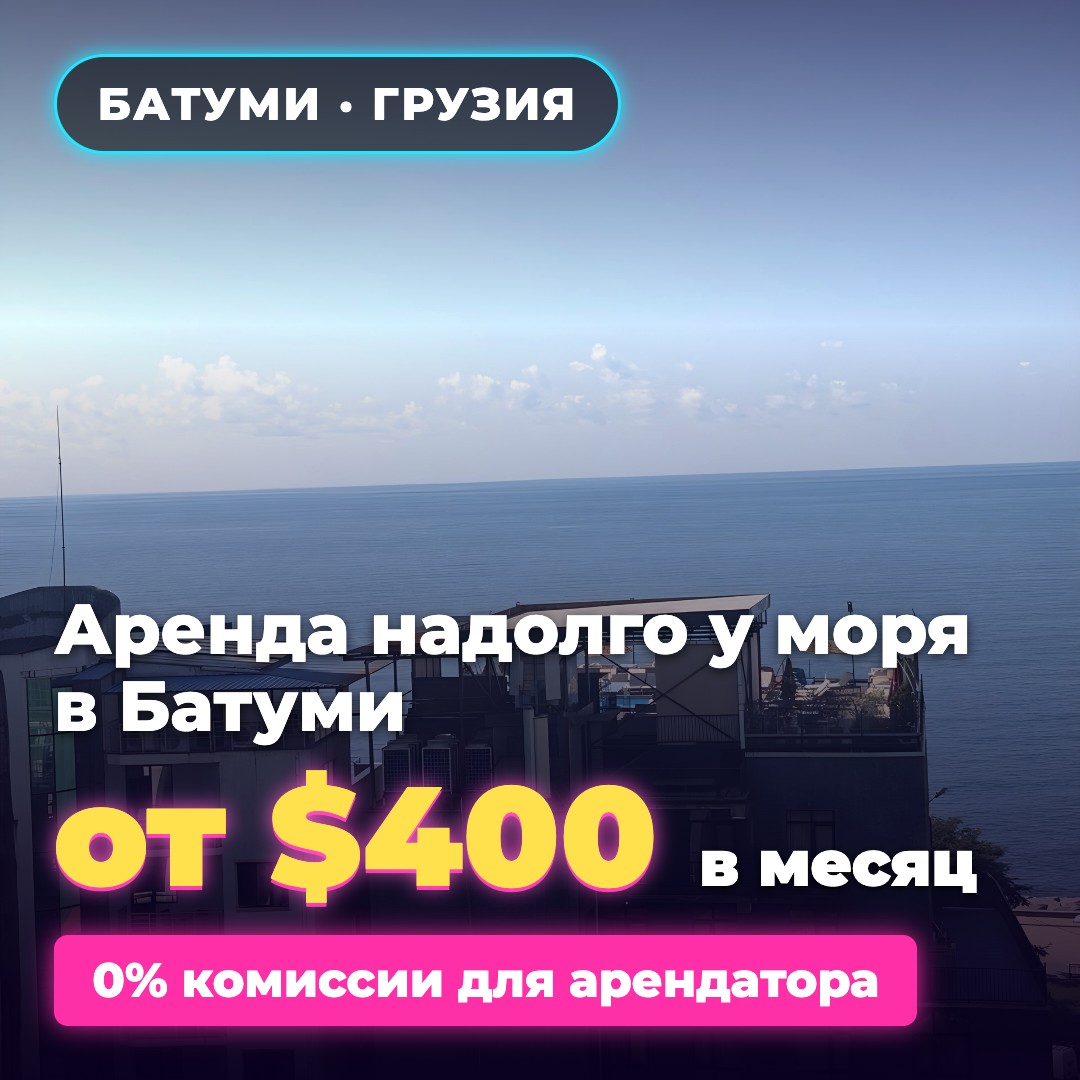 БАТУМИ · ГРУЗИЯ
Аренда надолго у моря
в Батуми
от $400 в месяц
0% комиссии для арендатора